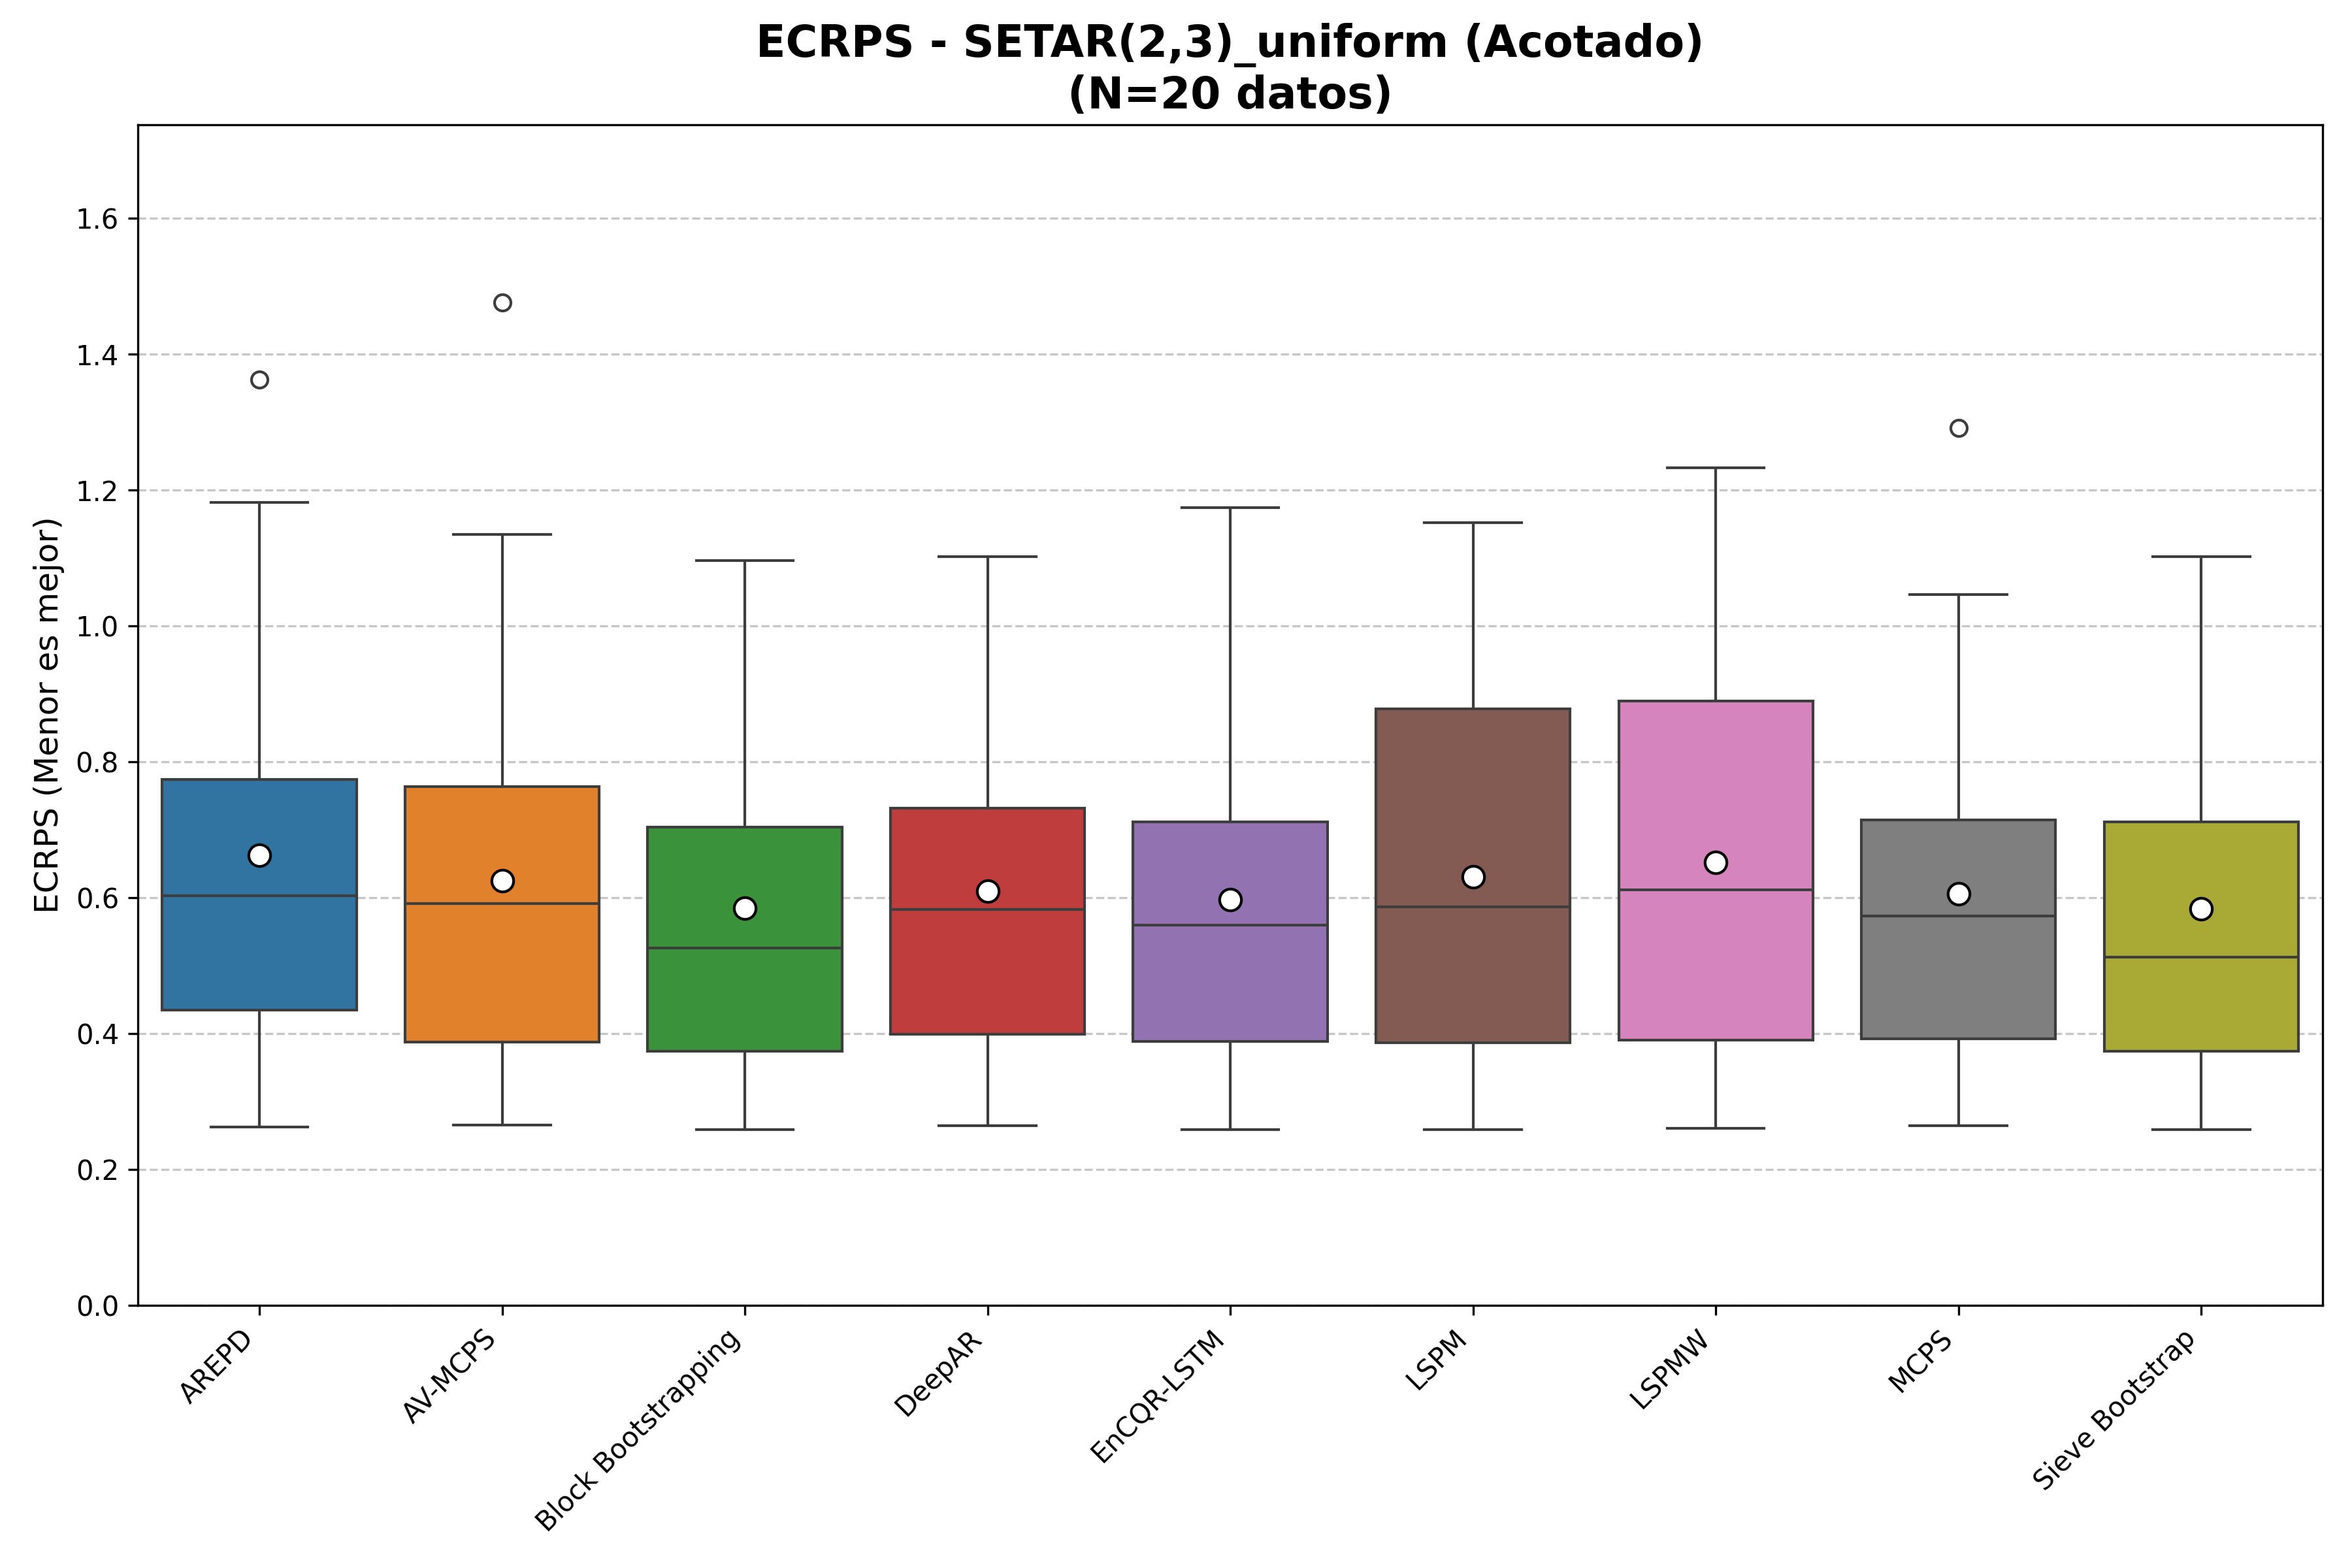 ECRPS - SETAR(2,3)_uniform (Acotado)
(N=20 datos)
ECRPS (Menor es mejor)
1.6
1.4
1.2
1.0
0.8
0.6
0.4
0.2
0.0
AREPD
AV-MCPS
Block Bootstrapping
DeepAR
EnCQR-LSTM
LSPM
LSPMW
MCPS
Sieve Bootstrap